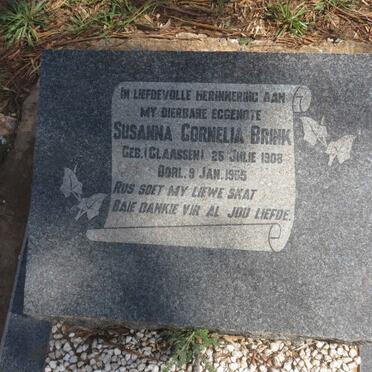 IN LIEFDEVOLLE HERINNERING AAN
MY DIERBARE EGGENOTE
SUSANNA CORNELIA BRINK
GEB. (CLAASSEN) 25 JULIE 1908
OORL. 9 JAN. 1965
RUS SOET MY LIEWE SKAT
BAIE DANKIE VIR AL JOU LIEFDE.